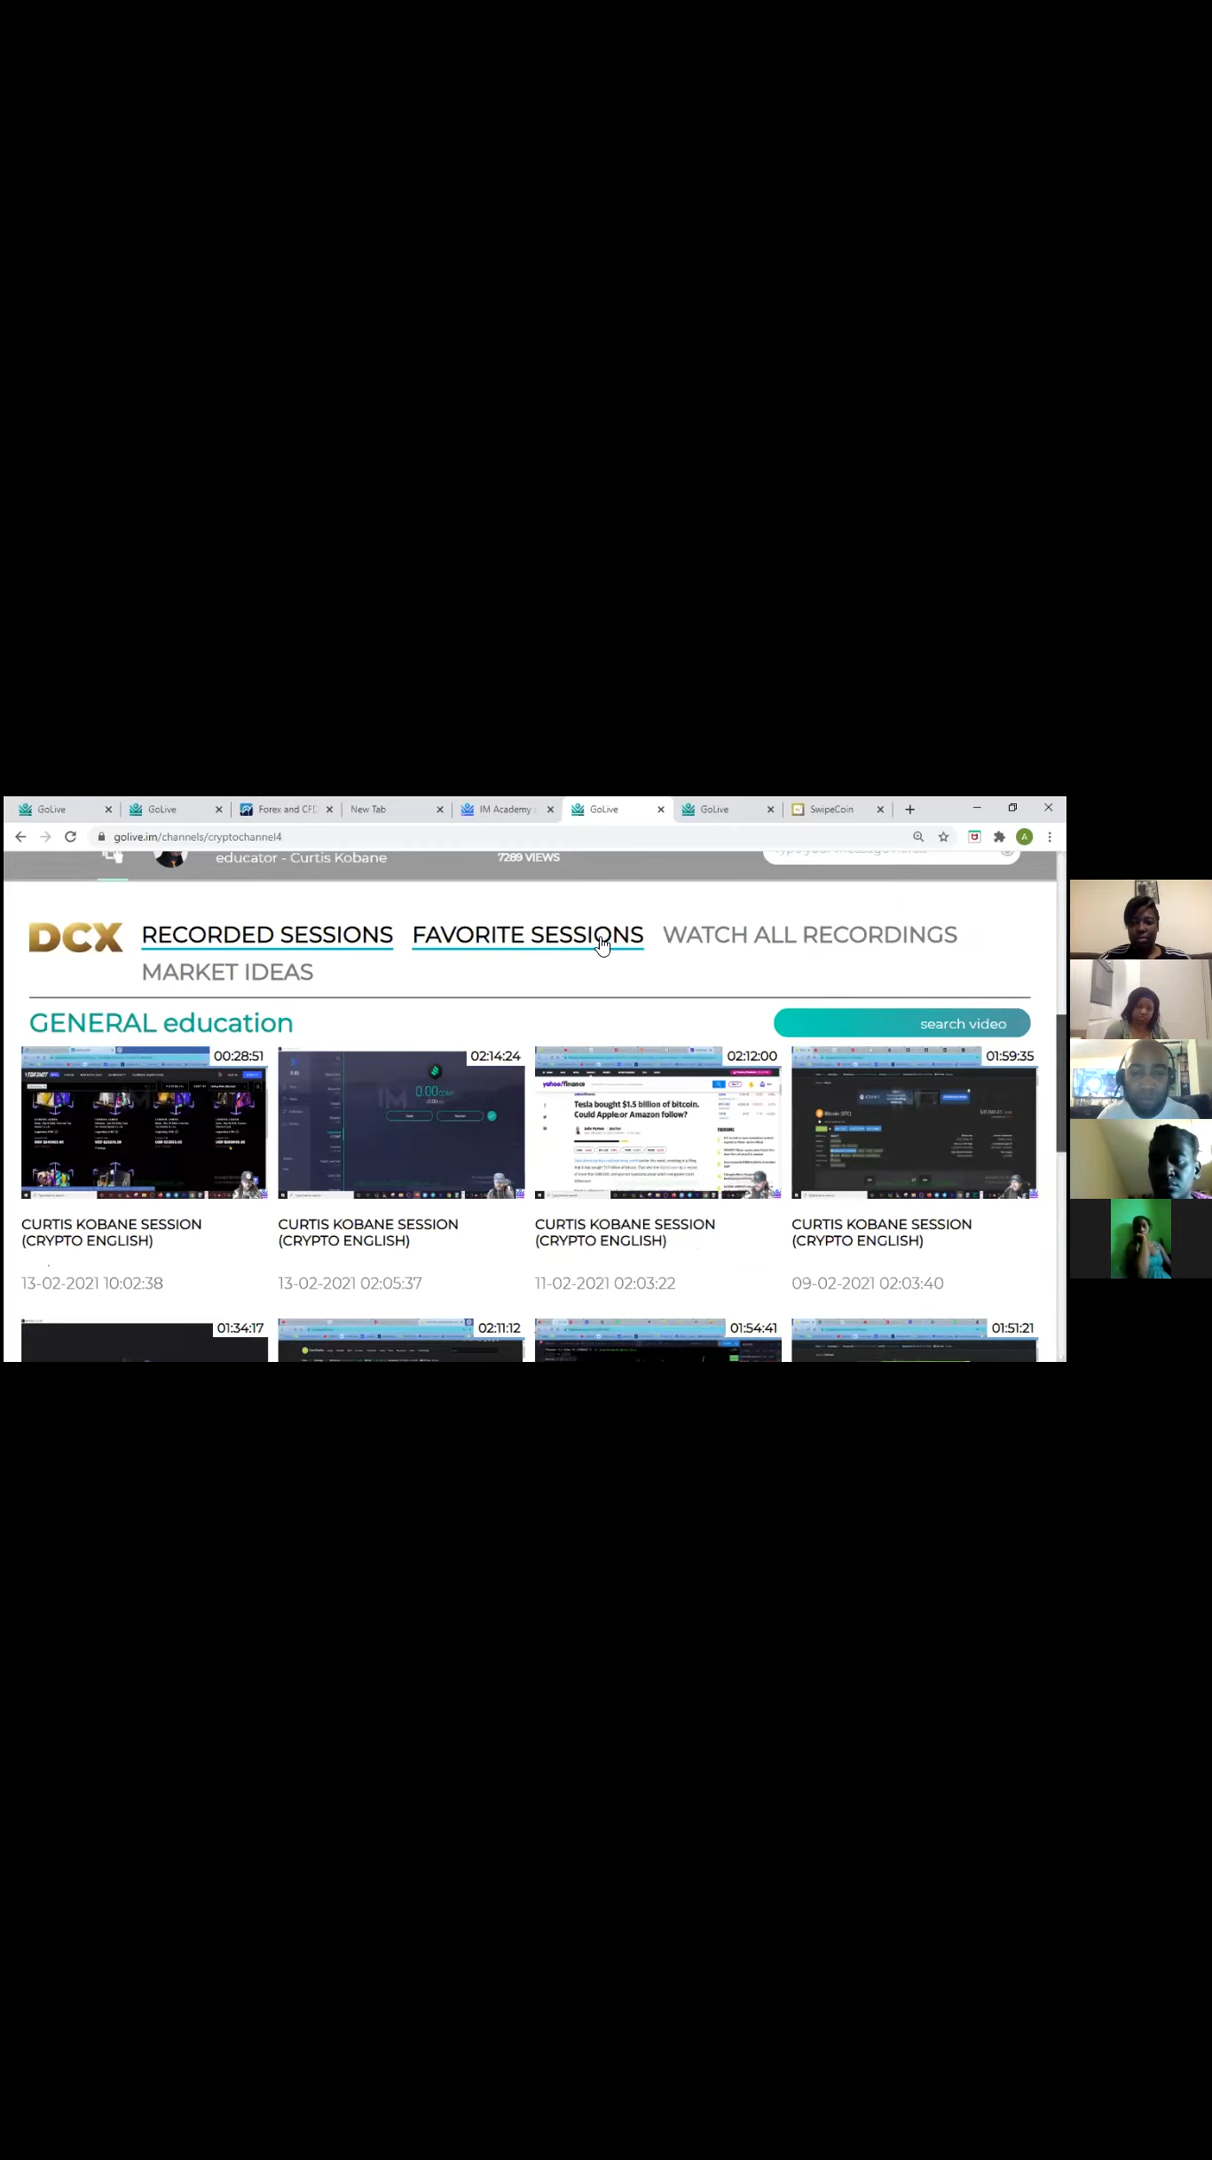 GoLive
GoLive
Forex and CFD
New Tab
IM Academy
GoLive
GoLive
SwipeCoin
golive.im/channels/cryptochannel4
A
educator - Curtis Kobane
7289 VIEWS
DCX
RECORDED SESSIONS
FAVORITE SESSIONS
WATCH ALL RECORDINGS
MARKET IDEAS
GENERAL education
search video
00:28:51
02:14:24
02:12:00
01:59:35
0.00
yahoo/finance
Tesla bought $1.5 billion of bitcoin.
Could Apple or Amazon follow?
CURTIS KOBANE SESSION
(CRYPTO ENGLISH)
13-02-2021 10:02:38
CURTIS KOBANE SESSION
(CRYPTO ENGLISH)
13-02-2021 02:05:37
CURTIS KOBANE SESSION
(CRYPTO ENGLISH)
11-02-2021 02:03:22
CURTIS KOBANE SESSION
(CRYPTO ENGLISH)
09-02-2021 02:03:40
01:34:17
02:11:12
01:54:41
01:51:21